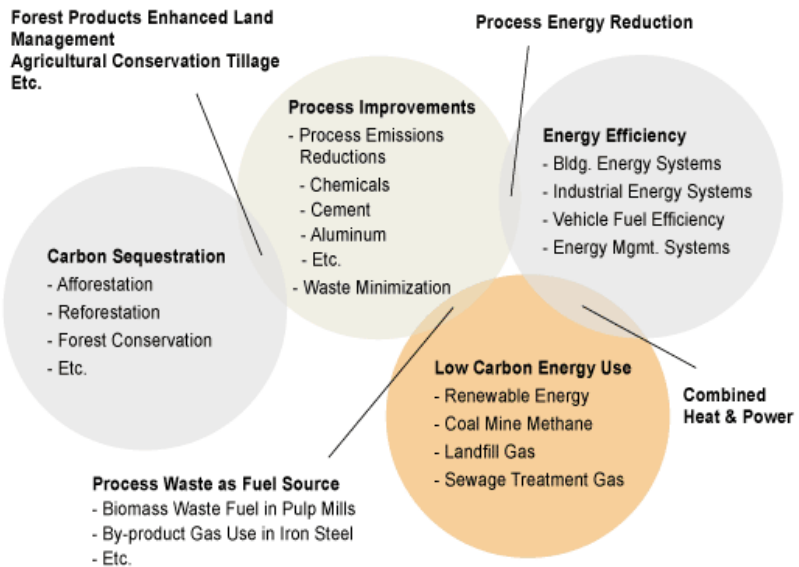 Forest Products Enhanced Land
Management
Agricultural Conservation Tillage
Etc.
Process Energy Reduction
Process Improvements
- Process Emissions
Reductions
- Chemicals
- Cement
- Aluminum
- Etc.
- Waste Minimization
Energy Efficiency
- Bldg. Energy Systems
- Industrial Energy Systems
- Vehicle Fuel Efficiency
- Energy Mgmt. Systems
Carbon Sequestration
- Afforestation
- Reforestation
- Forest Conservation
- Etc.
Low Carbon Energy Use
- Renewable Energy
- Coal Mine Methane
- Landfill Gas
- Sewage Treatment Gas
Combined
Heat & Power
Process Waste as Fuel Source
- Biomass Waste Fuel in Pulp Mills
- By-product Gas Use in Iron Steel
- Etc.